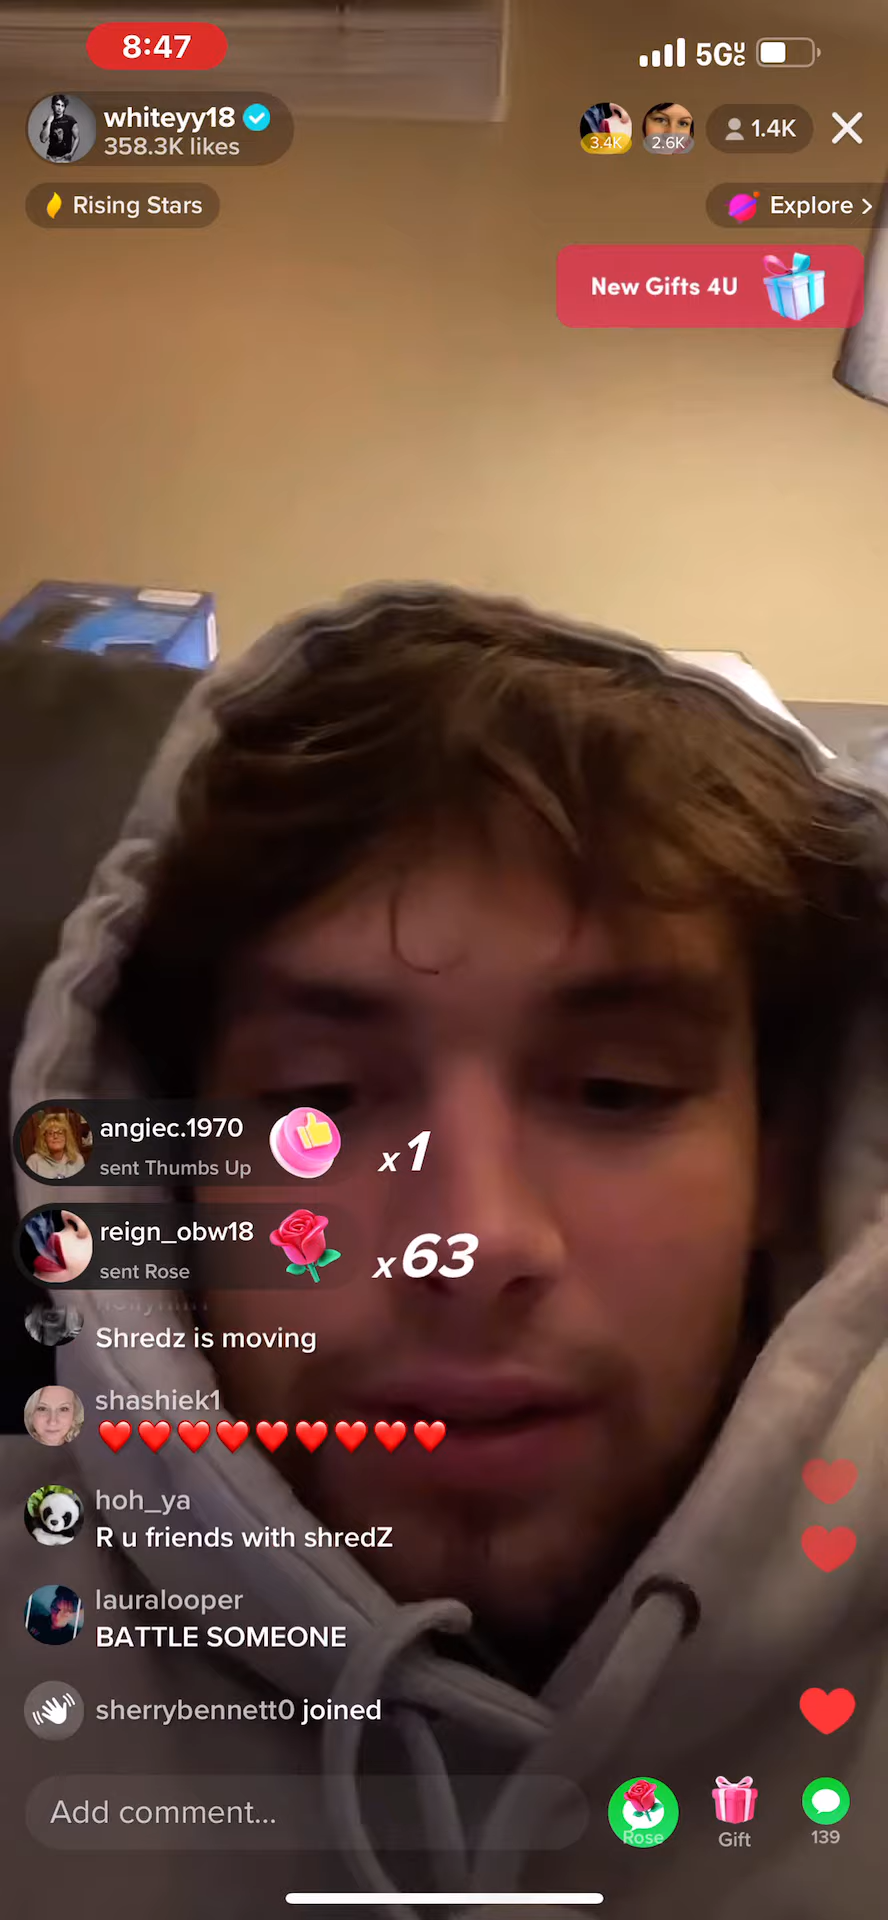 8:47
5G UC
whiteyy18
358.3K likes
3.4K
2.6K
1.4K
Rising Stars
Explore >
New Gifts 4U
angiec.1970
sent Thumbs Up
x1
reign_obw18
sent Rose
x63
Shredz is moving
shashiek1
❤️❤️❤️❤️❤️❤️❤️❤️❤️
hoh_ya
R u friends with shredZ
lauralooper
BATTLE SOMEONE
sherrybennett0 joined
Add comment...
Rose
Gift
139